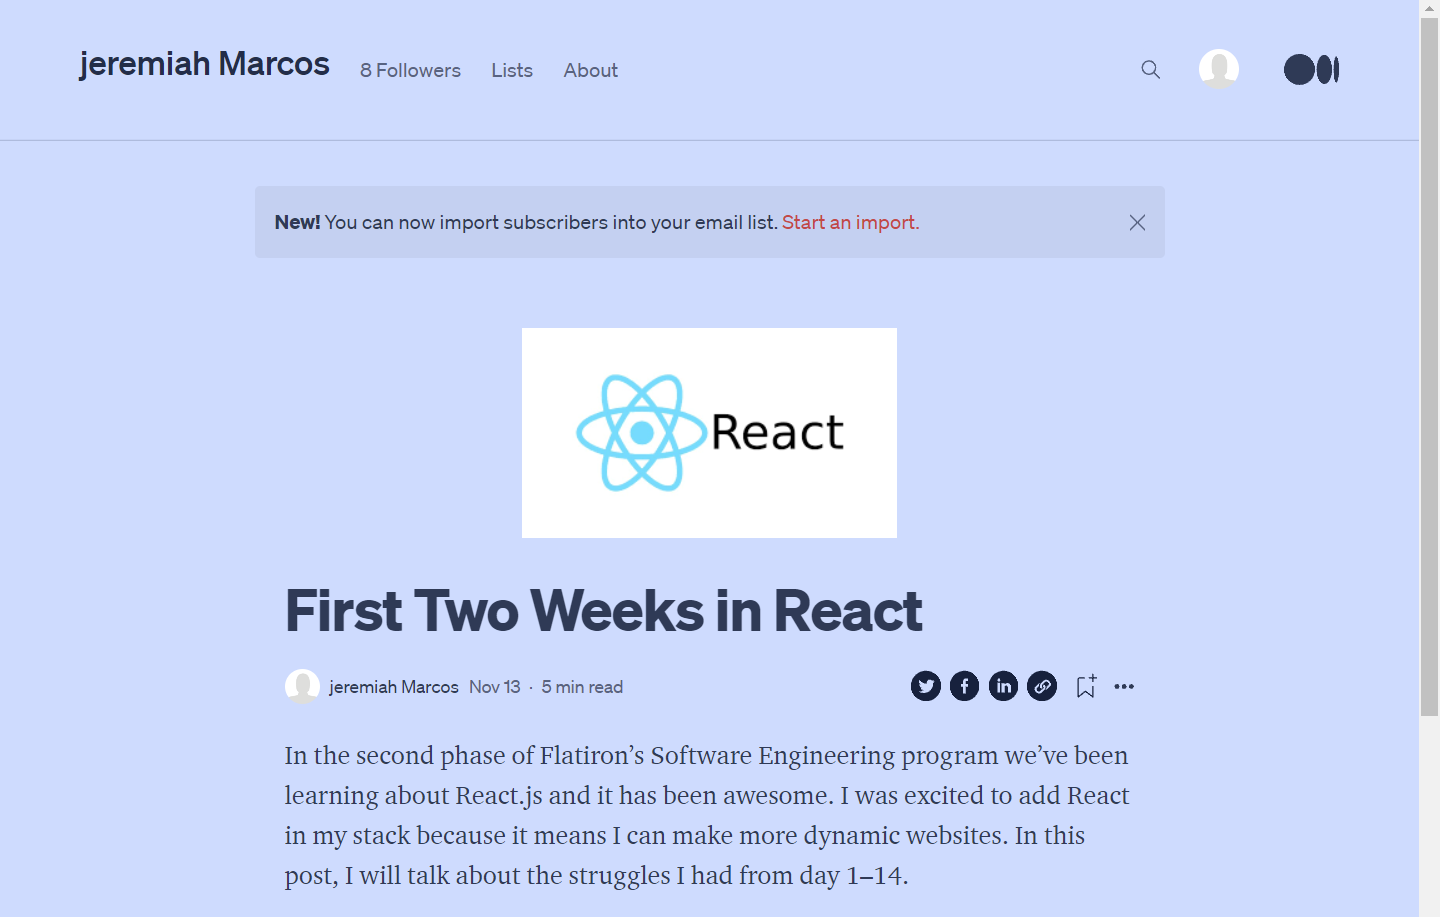 jeremiah Marcos
8 Followers
Lists
About
New! You can now import subscribers into your email list. Start an import.
React
First Two Weeks in React
jeremiah Marcos Nov 13 · 5 min read
In the second phase of Flatiron’s Software Engineering program we’ve been
learning about React.js and it has been awesome. I was excited to add React
in my stack because it means I can make more dynamic websites. In this
post, I will talk about the struggles I had from day 1–14.